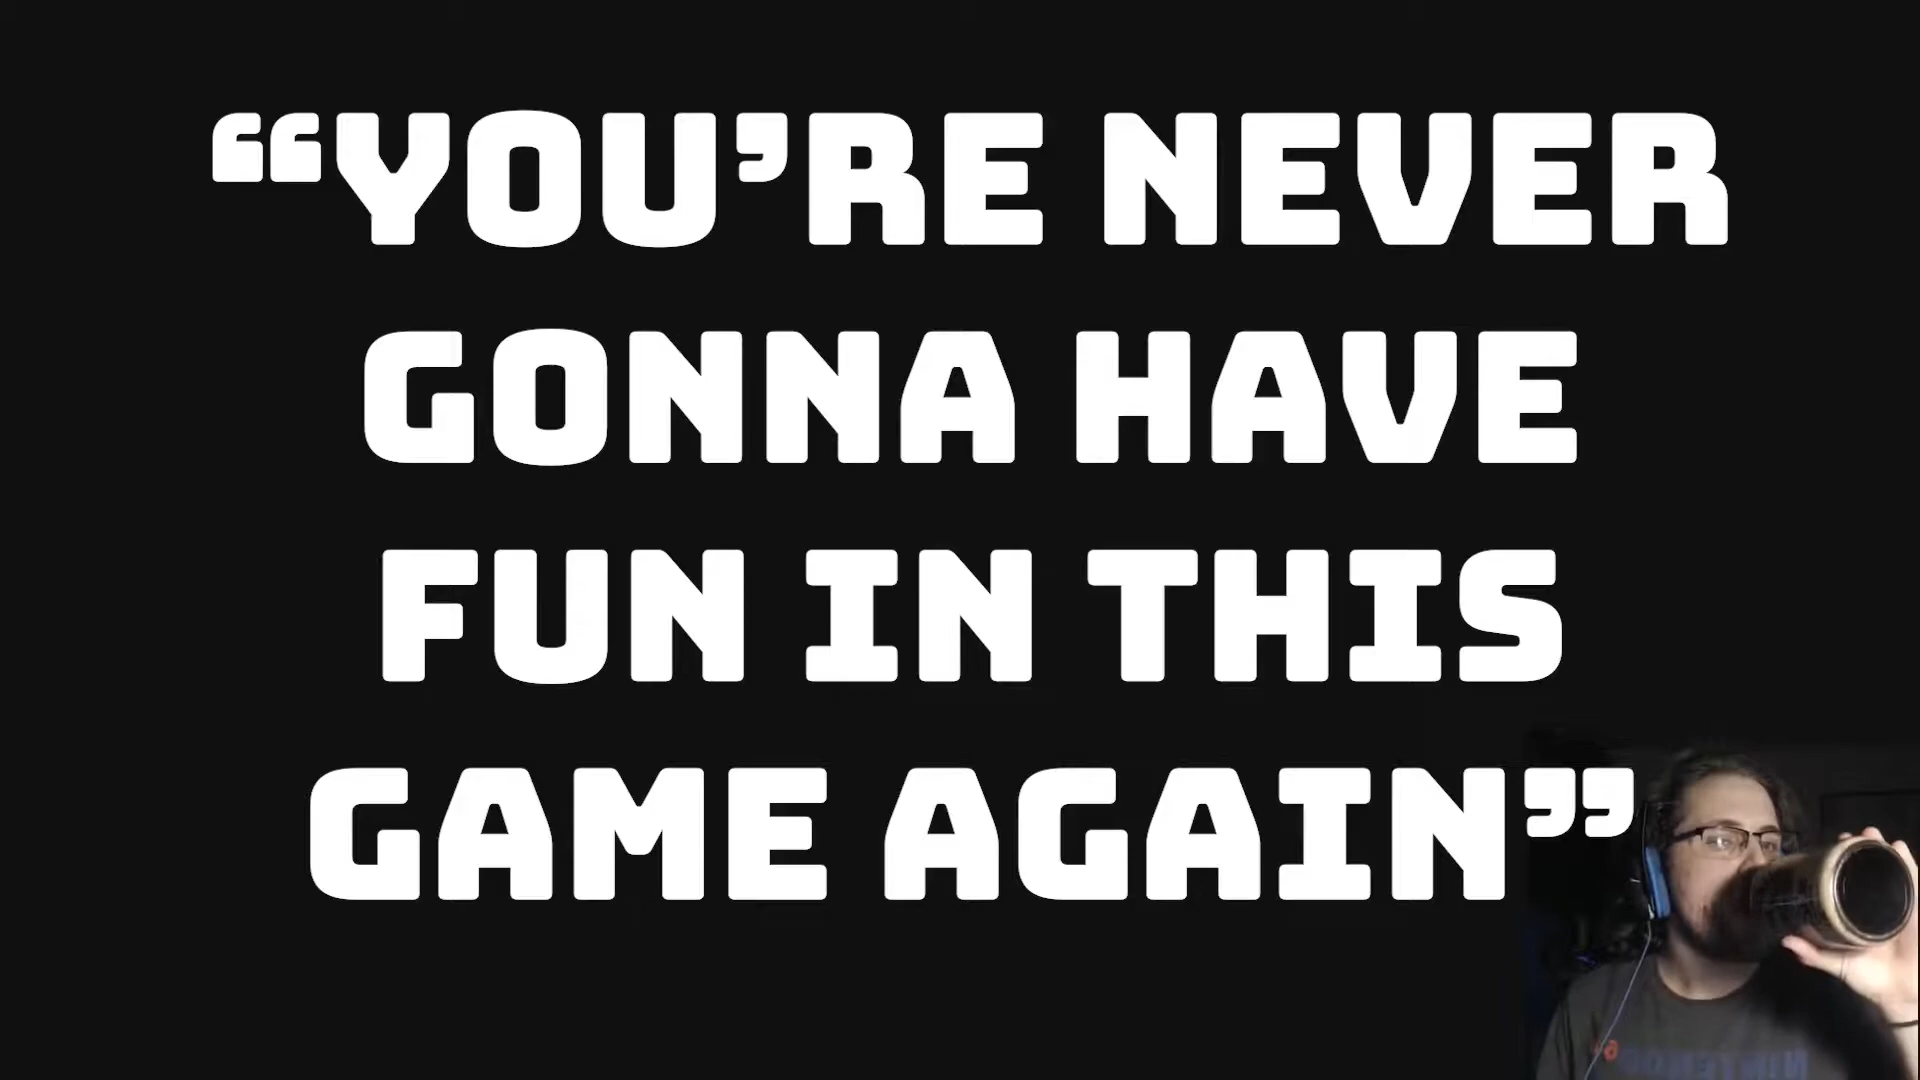 “YOU’RE NEVER
GONNA HAVE
FUN IN THIS
GAME AGAIN”